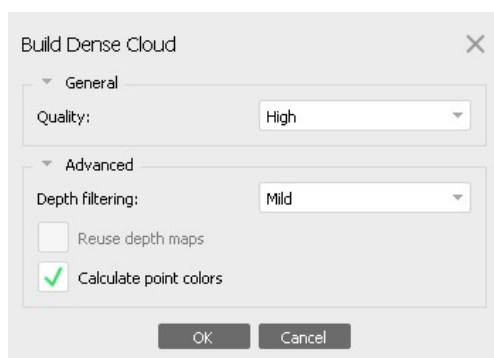 Build Dense Cloud
General
Quality: High
Advanced
Depth filtering: Mild
Reuse depth maps
Calculate point colors
OK Cancel